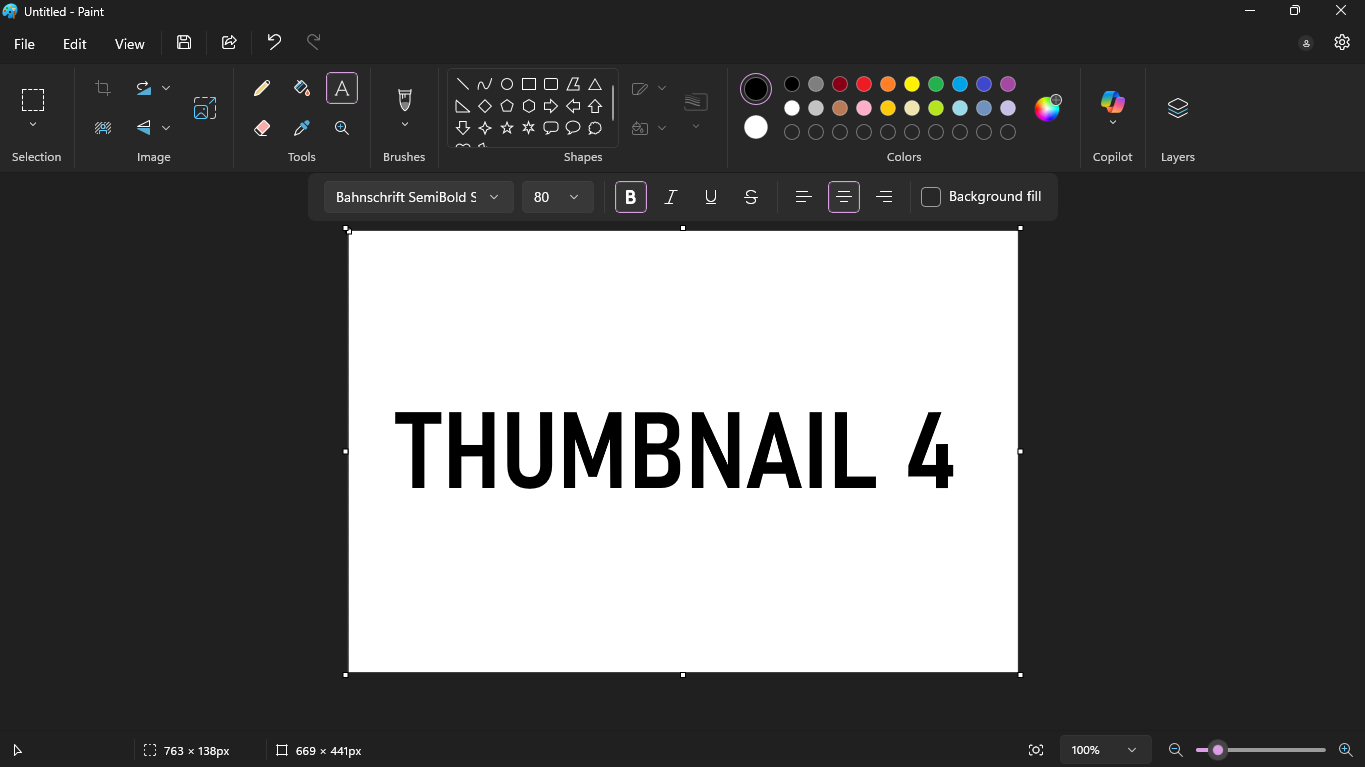 Untitled - Paint
File Edit View
Selection Image Tools Brushes Shapes Colors Copilot Layers
Bahnschrift SemiBold S 80 B I U S Background fill
THUMBNAIL 4
763 × 138px 669 × 441px 100%